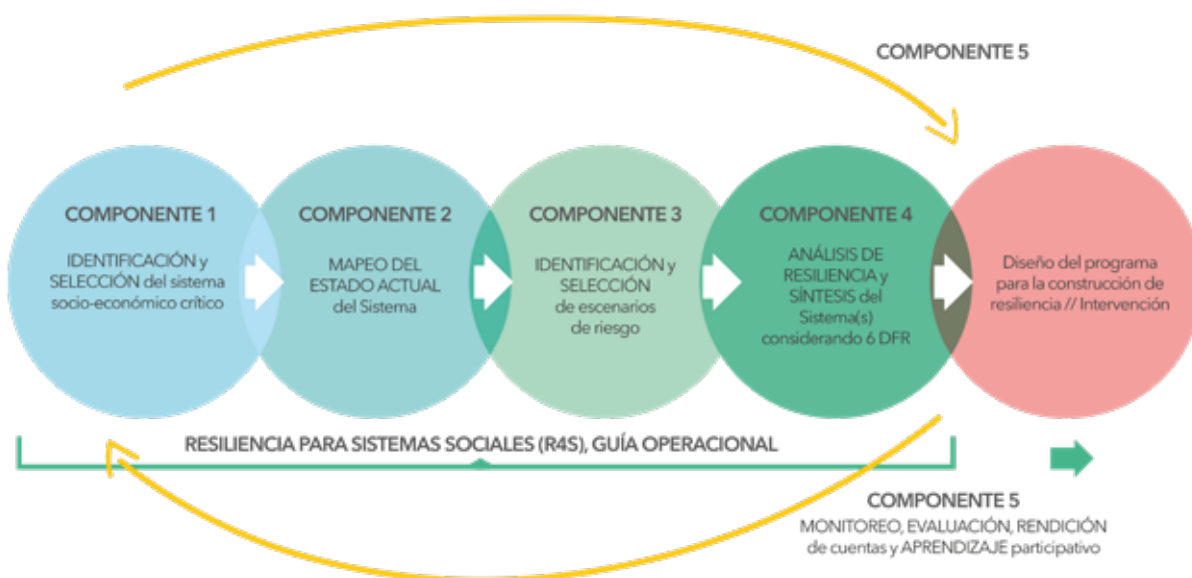 COMPONENTE 5
COMPONENTE 1
IDENTIFICACIÓN y
SELECCIÓN del sistema
socio-económico crítico
COMPONENTE 2
MAPEO DEL
ESTADO ACTUAL
del Sistema
COMPONENTE 3
IDENTIFICACIÓN y
SELECCIÓN
de escenarios
de riesgo
COMPONENTE 4
ANÁLISIS DE
RESILIENCIA y
SÍNTESIS del
Sistema(s)
considerando 6 DFR
Diseño del programa
para la construcción de
resiliencia // Intervención
RESILIENCIA PARA SISTEMAS SOCIALES (R4S), GUÍA OPERACIONAL
COMPONENTE 5
MONITOREO, EVALUACIÓN, RENDICIÓN
de cuentas y APRENDIZAJE participativo